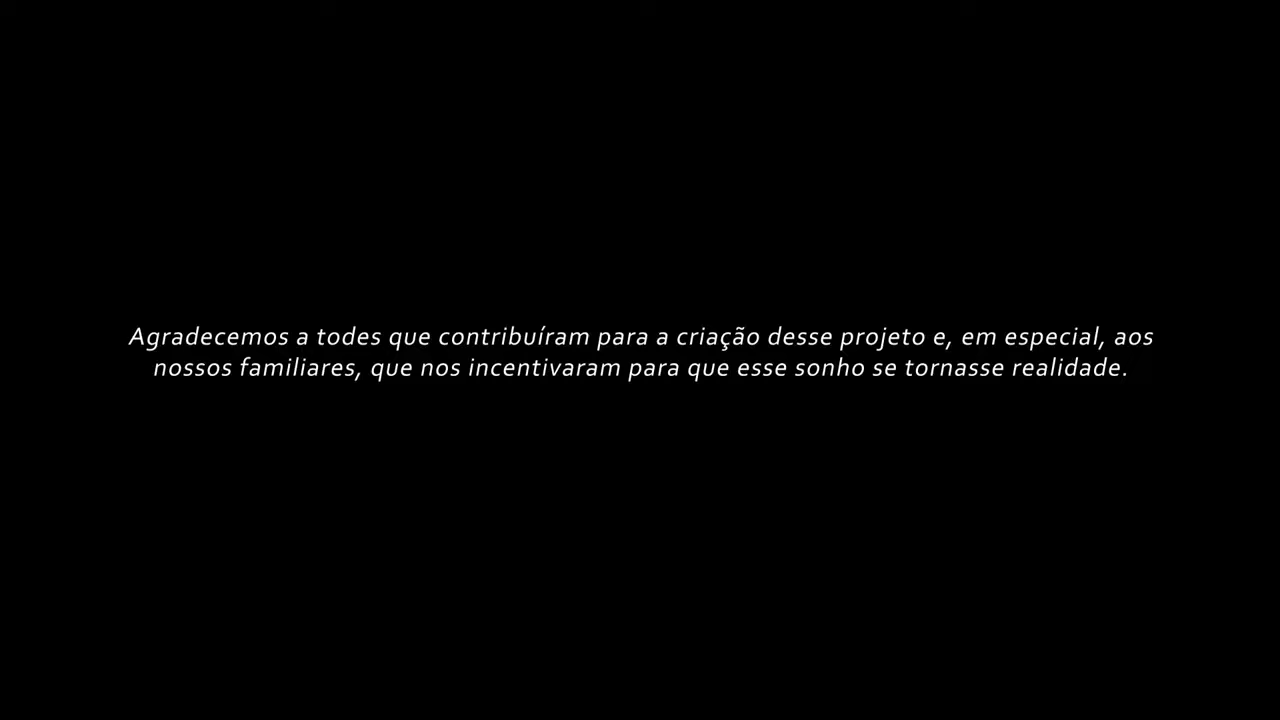 Agradecemos a todes que contribuíram para a criação desse projeto e, em especial, aos
nossos familiares, que nos incentivaram para que esse sonho se tornasse realidade.